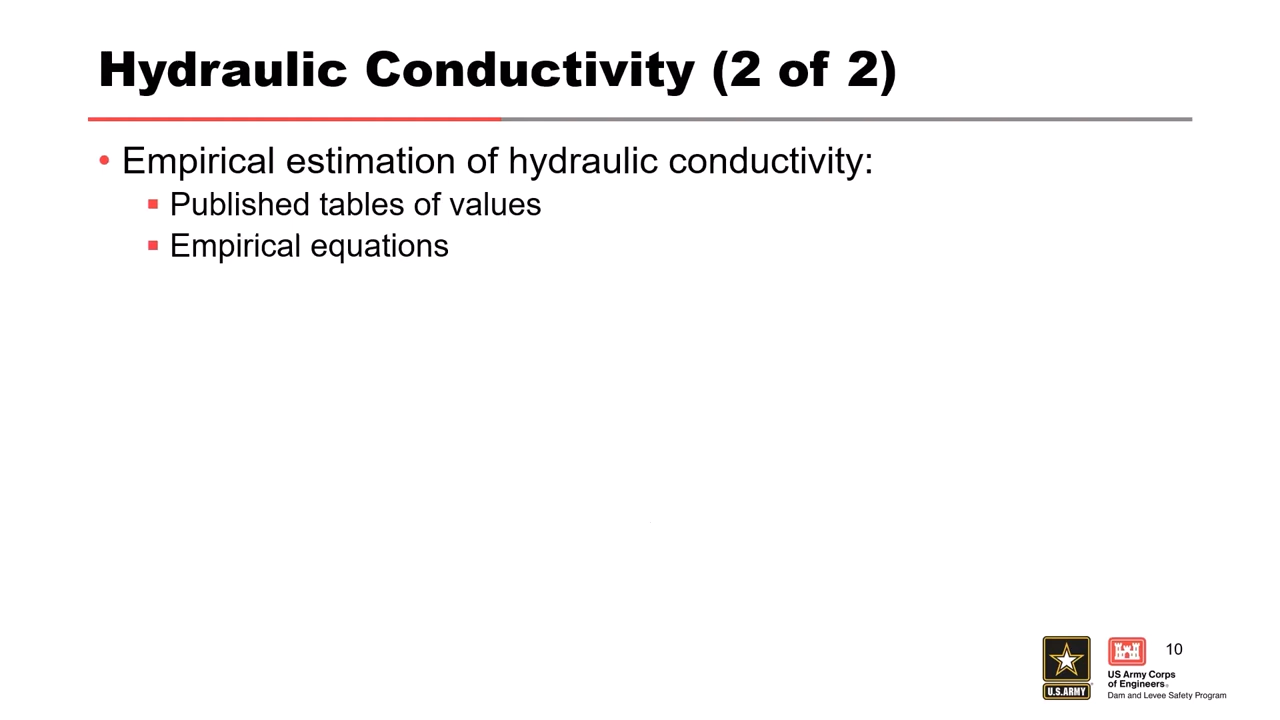 Hydraulic Conductivity (2 of 2)
• Empirical estimation of hydraulic conductivity:
▪ Published tables of values
▪ Empirical equations
10
U.S.ARMY
US Army Corps
of Engineers®
Dam and Levee Safety Program